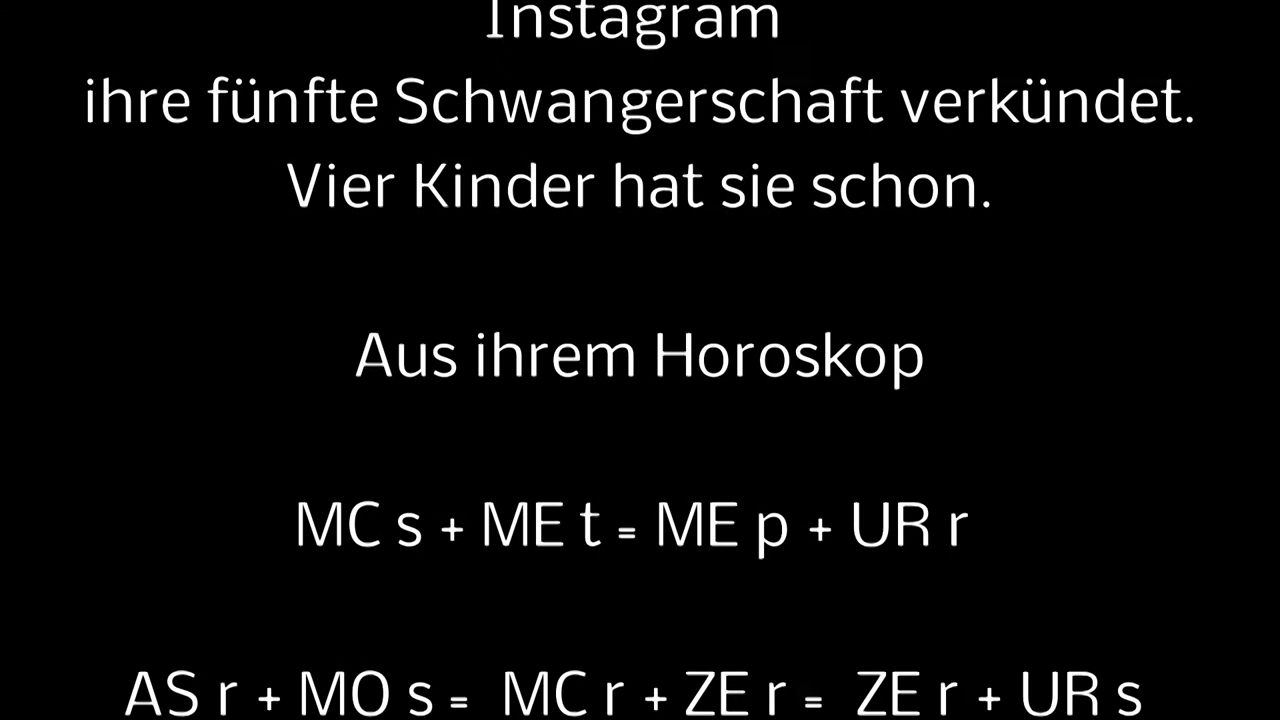 Instagram
ihre fünfte Schwangerschaft verkündet.
Vier Kinder hat sie schon.
Aus ihrem Horoskop
MC s + ME t = ME p + UR r
AS r + MO s = MC r + ZE r = ZE r + UR s